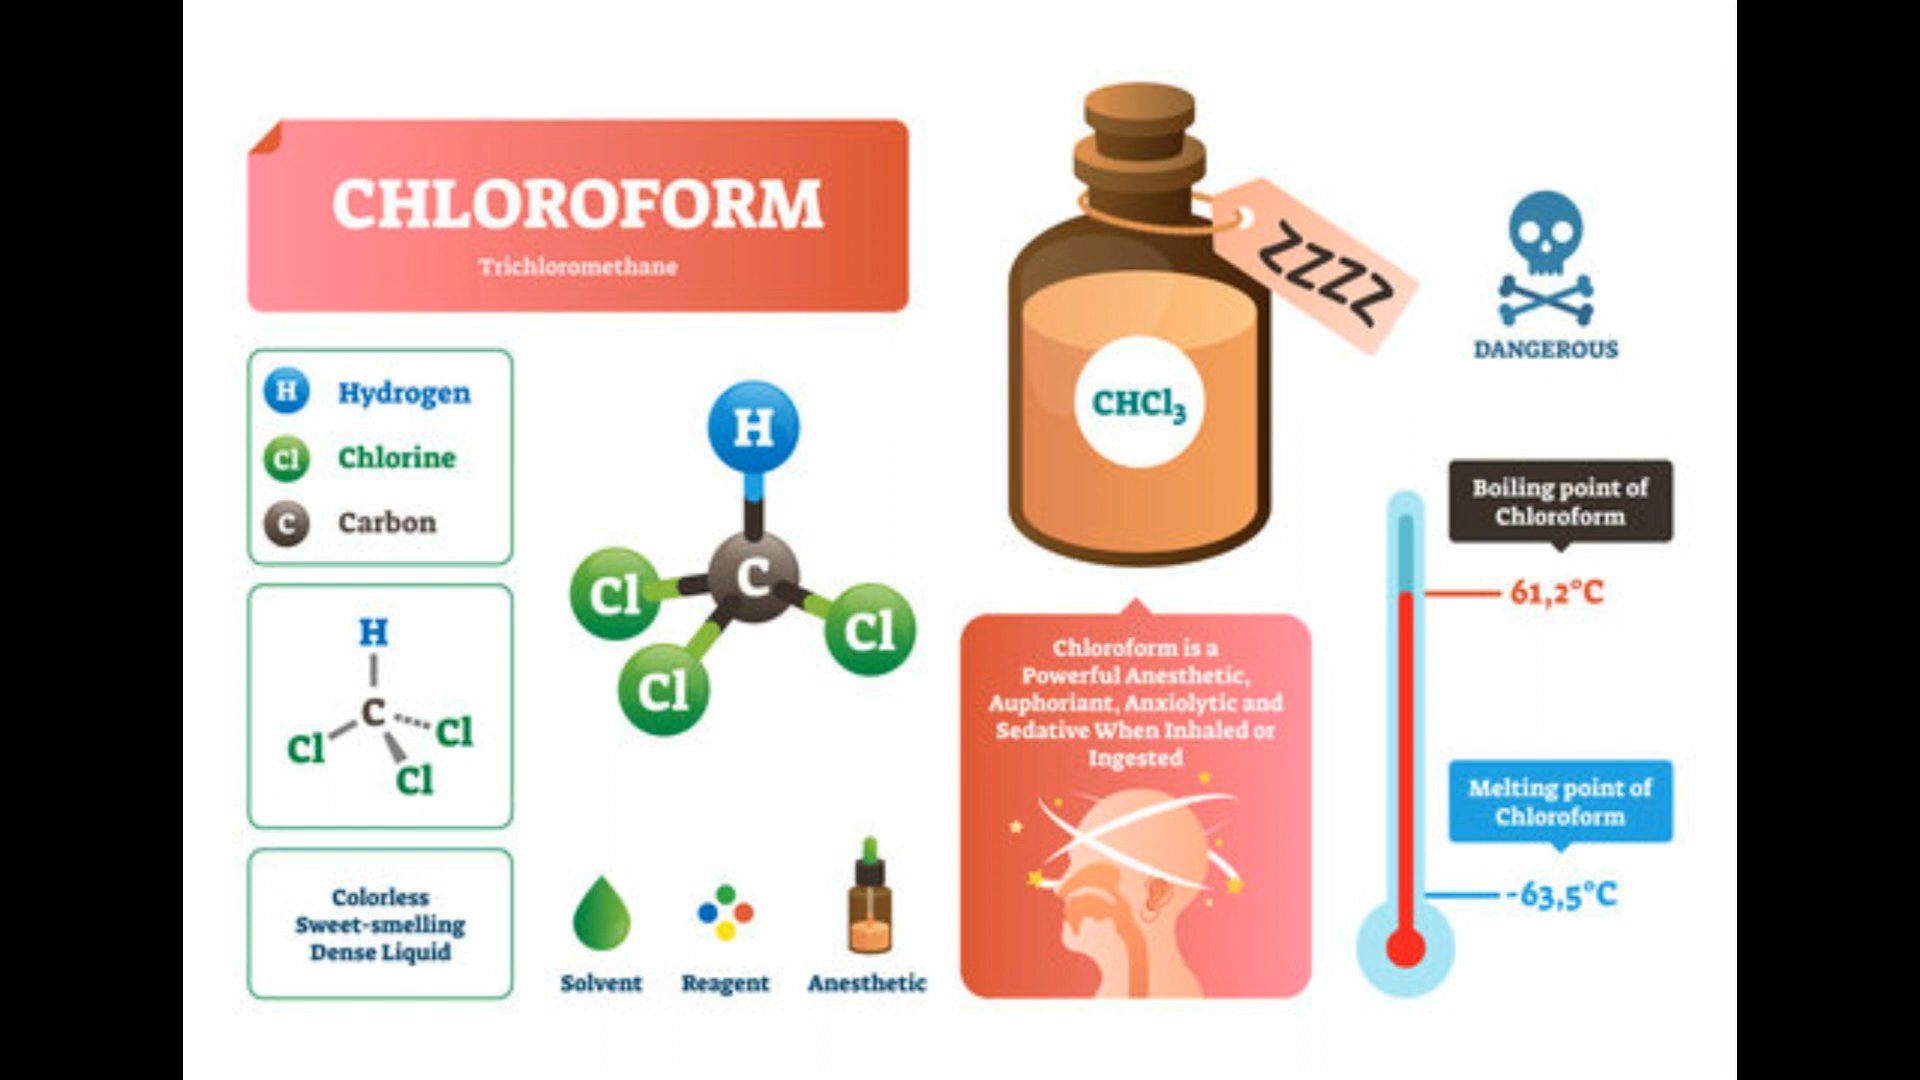 CHLOROFORM
Trichloromethane
H Hydrogen
Cl Chlorine
C Carbon
H
C
Cl
Cl
Cl
Colorless
Sweet-smelling
Dense Liquid
H
C
Cl
Cl
Cl
Solvent
Reagent
Anesthetic
ZZZZ
CHCl₃
Chloroform is a
Powerful Anesthetic,
Auphoriant, Anxiolytic and
Sedative When Inhaled or
Ingested
DANGEROUS
Boiling point of
Chloroform
61,2°C
Melting point of
Chloroform
-63,5°C